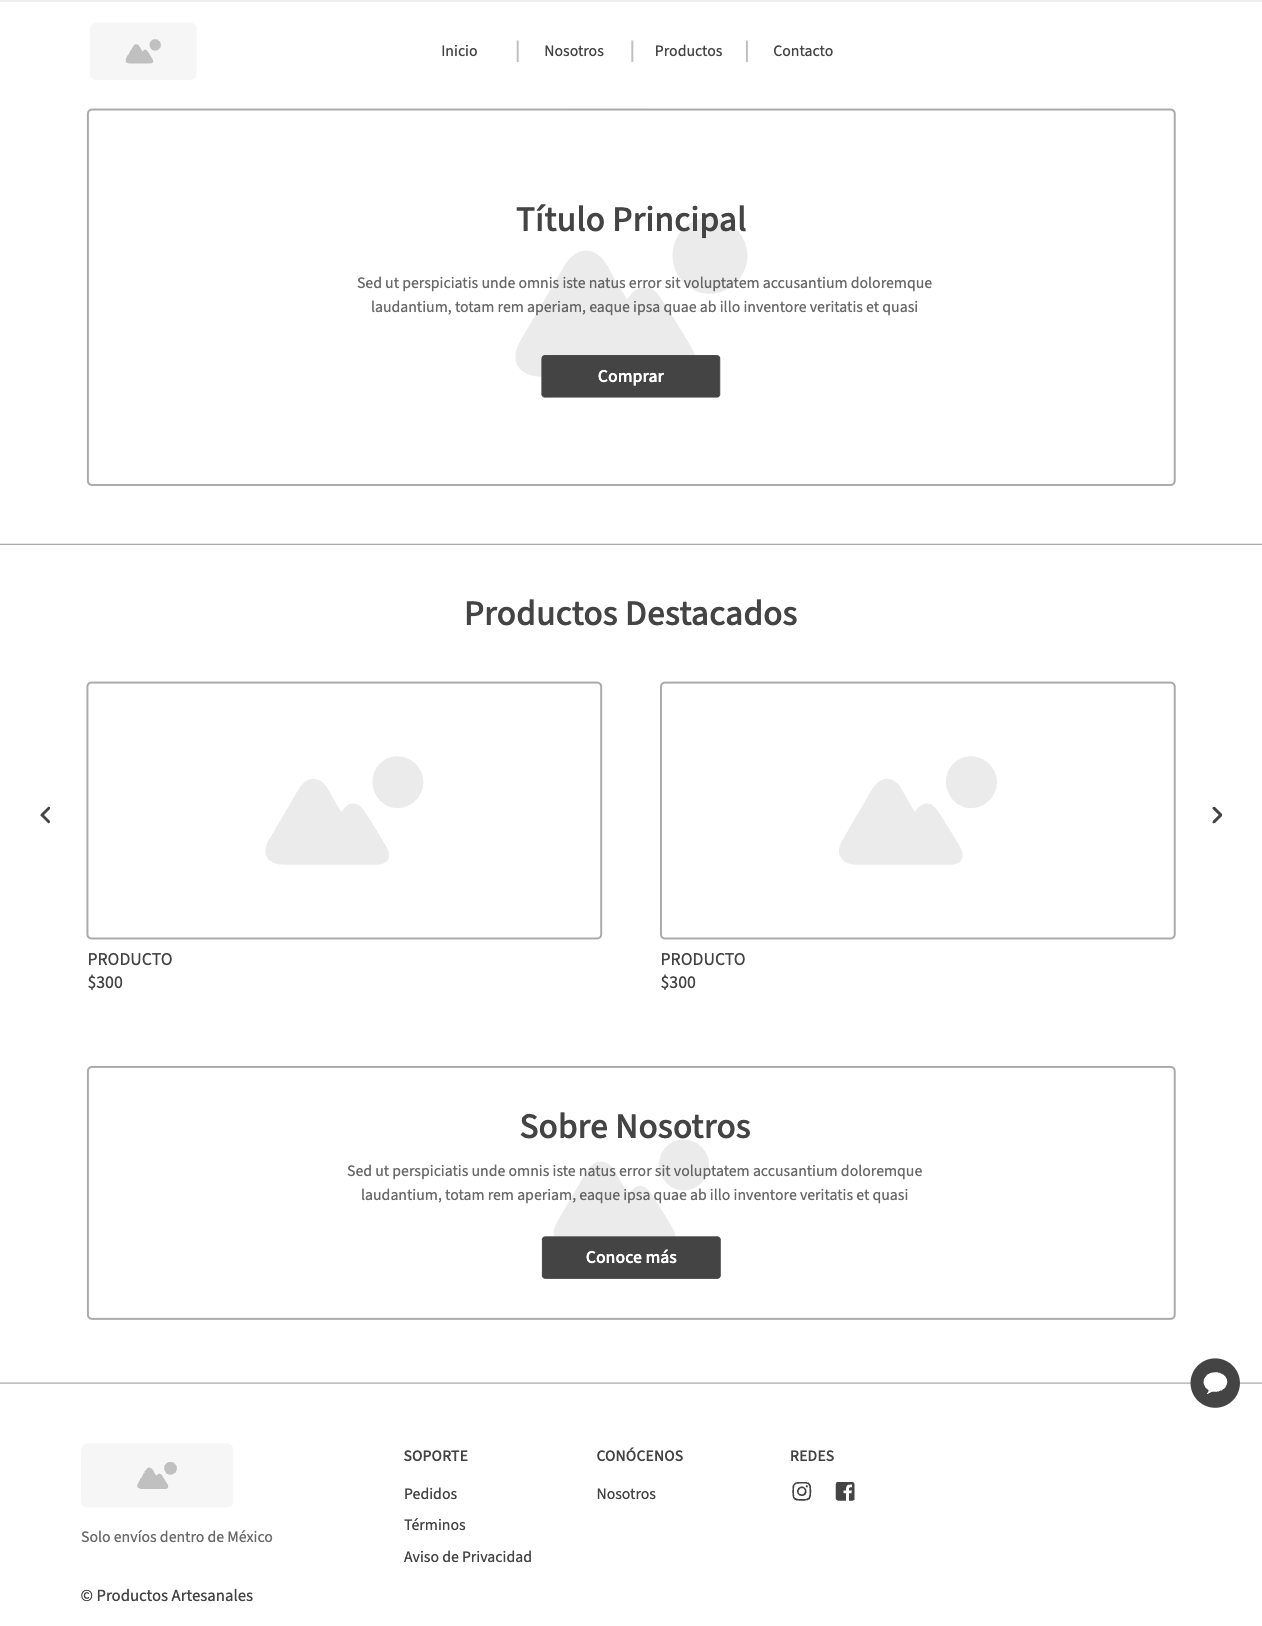 Inicio
Nosotros
Productos
Contacto
Título Principal
Sed ut perspiciatis unde omnis iste natus error sit voluptatem accusantium doloremque
laudantium, totam rem aperiam, eaque ipsa quae ab illo inventore veritatis et quasi
Comprar
Productos Destacados
PRODUCTO
$300
PRODUCTO
$300
Sobre Nosotros
Sed ut perspiciatis unde omnis iste natus error sit voluptatem accusantium doloremque
laudantium, totam rem aperiam, eaque ipsa quae ab illo inventore veritatis et quasi
Conoce más
Solo envíos dentro de México
© Productos Artesanales
SOPORTE
Pedidos
Términos
Aviso de Privacidad
CONÓCENOS
Nosotros
REDES